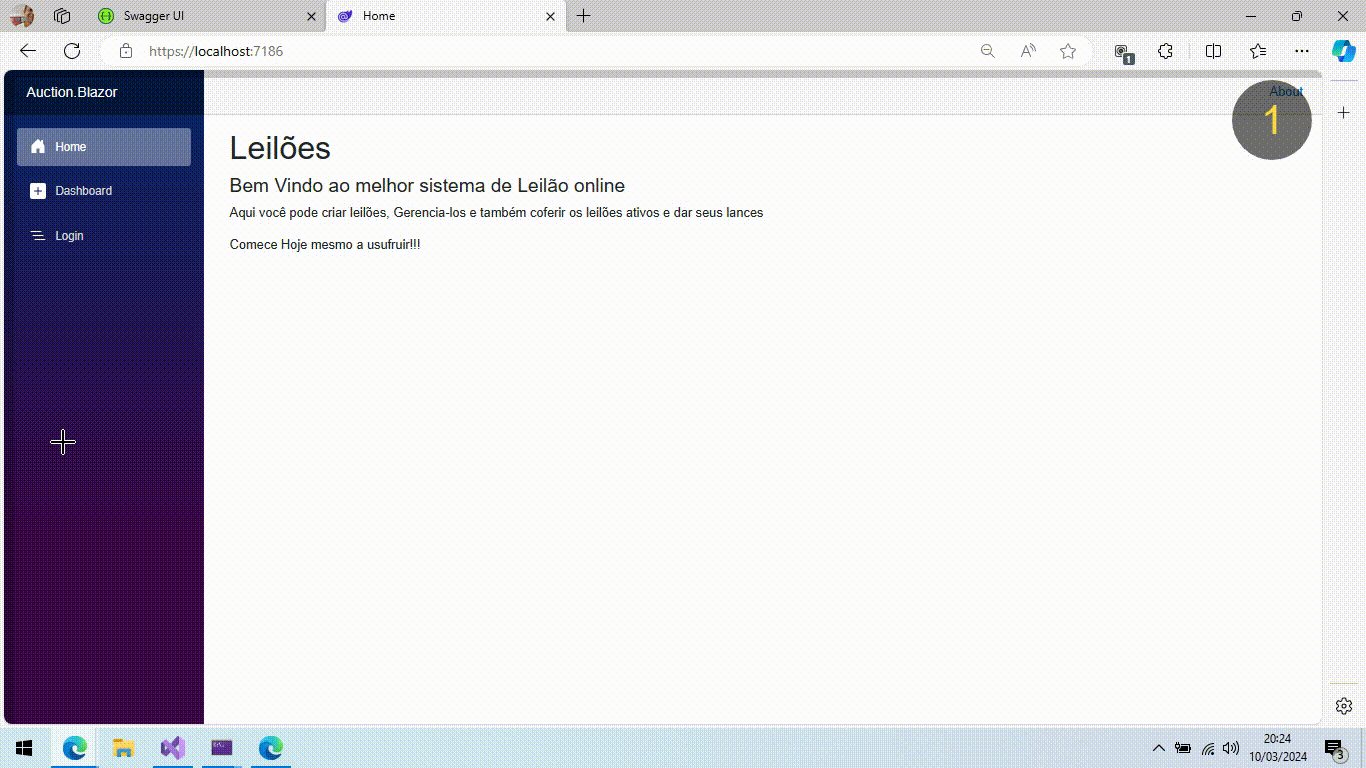 Swagger UI
Home
https://localhost:7186
1
Auction.Blazor
About
1
Home
Dashboard
Login
Leilões
Bem Vindo ao melhor sistema de Leilão online
Aqui você pode criar leilões, Gerencia-los e também coferir os leilões ativos e dar seus lances
Comece Hoje mesmo a usufruir!!!
20:24
10/03/2024
3